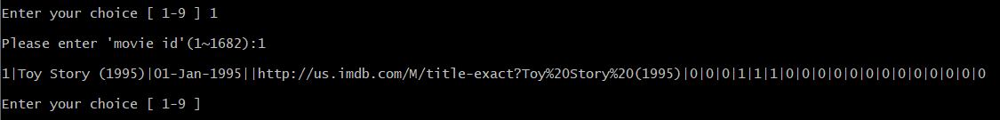 Enter your choice [ 1-9 ] 1
Please enter 'movie id'(1~1682):1
1|Toy Story (1995)|01-Jan-1995||http://us.imdb.com/M/title-exact?Toy%20Story%20(1995)|0|0|0|1|1|1|0|0|0|0|0|0|0|0|0|0|0|0|0
Enter your choice [ 1-9 ]